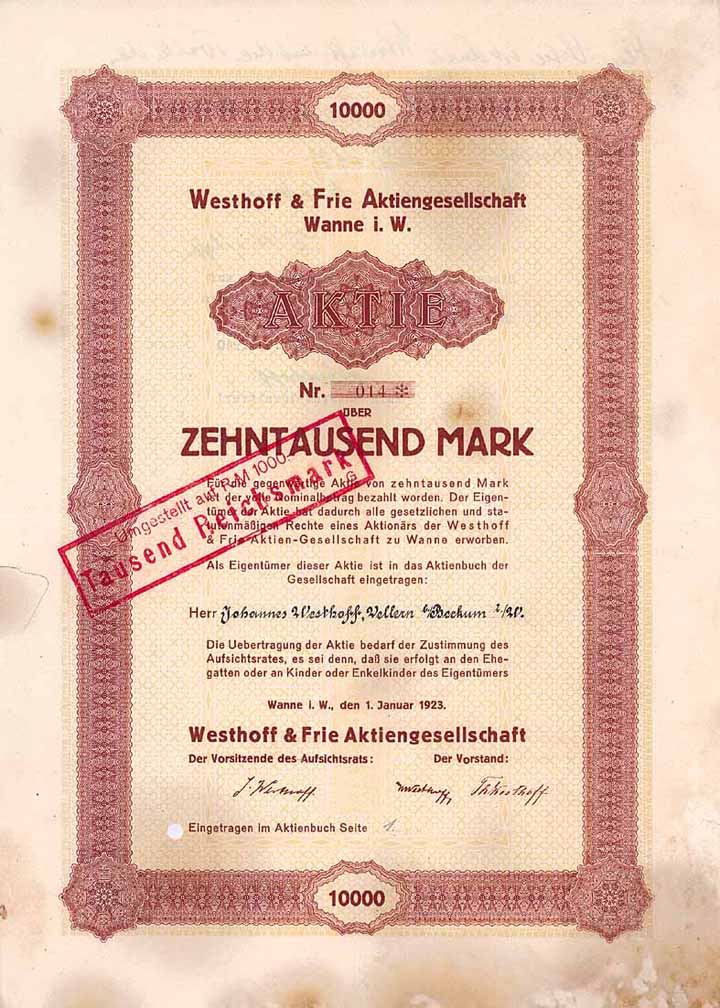 10000
Westhoff & Frie Aktiengesellschaft
Wanne i. W.
AKTIE
Nr. 014 ✻
ÜBER
ZEHNTAUSEND MARK
Für die gegenwärtige Aktie von zehntausend Mark
ist der volle Nominalbetrag bezahlt worden. Der Eigen-
tümer der Aktie hat dadurch alle gesetzlichen und sta-
tutenmäßigen Rechte eines Aktionärs der Westhoff
& Frie Aktien-Gesellschaft zu Wanne erworben.
Umgestellt auf RM 1000.-
Tausend Reichsmark
Als Eigentümer dieser Aktie ist in das Aktienbuch der
Gesellschaft eingetragen:
Herr Johannes Westhoff, Vellern b/Beckum i/W.
Die Uebertragung der Aktie bedarf der Zustimmung des
Aufsichtsrates, es sei denn, daß sie erfolgt an den Ehe-
gatten oder an Kinder oder Enkelkinder des Eigentümers
Wanne i. W., den 1. Januar 1923.
Westhoff & Frie Aktiengesellschaft
Der Vorsitzende des Aufsichtsrats: Der Vorstand:
Eingetragen im Aktienbuch Seite 1.
10000